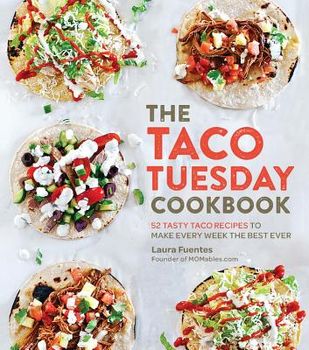 THE
TACO
TUESDAY
COOKBOOK
52 TASTY TACO RECIPES TO
MAKE EVERY WEEK THE BEST EVER
Laura Fuentes
Founder of MOMables.com